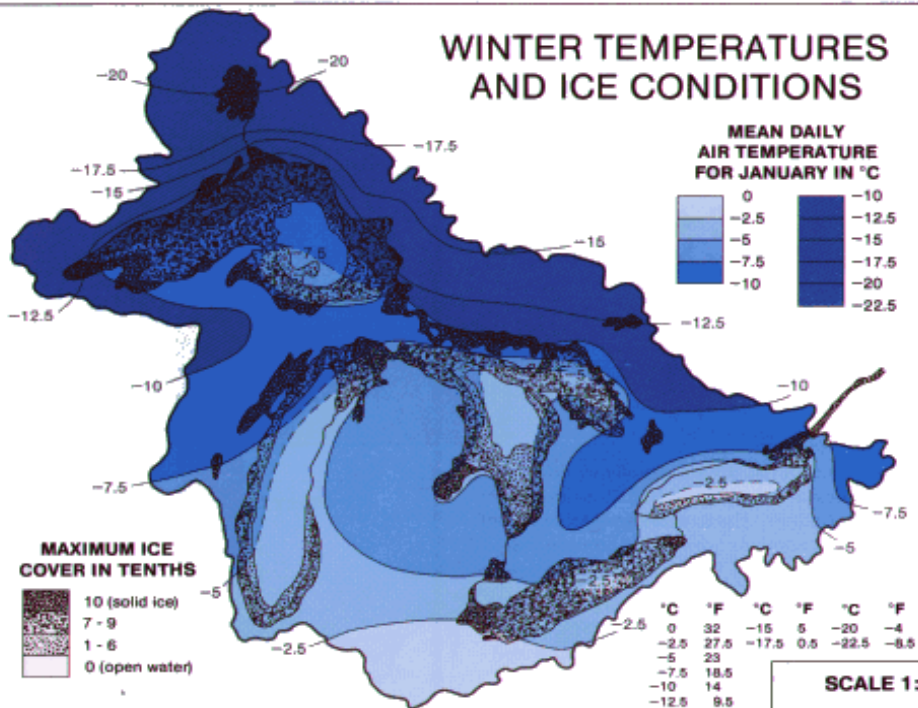 WINTER TEMPERATURES
AND ICE CONDITIONS
MEAN DAILY
AIR TEMPERATURE
FOR JANUARY IN °C
0
-2.5
-5
-7.5
-10
-10
-12.5
-15
-17.5
-20
-22.5
-20
-20
-17.5
-17.5
-15
-15
-7.5
-12.5
-12.5
-5
-10
-10
-7.5
-2.5
-7.5
-5
-5
-2.5
-2.5
-2.5
MAXIMUM ICE
COVER IN TENTHS
10 (solid ice)
7 - 9
1 - 6
0 (open water)
°C °F °C °F °C °F
0 32 -15 5 -20 -4
-2.5 27.5 -17.5 0.5 -22.5 -8.5
-5 23
-7.5 18.5
-10 14
-12.5 9.5
SCALE 1: